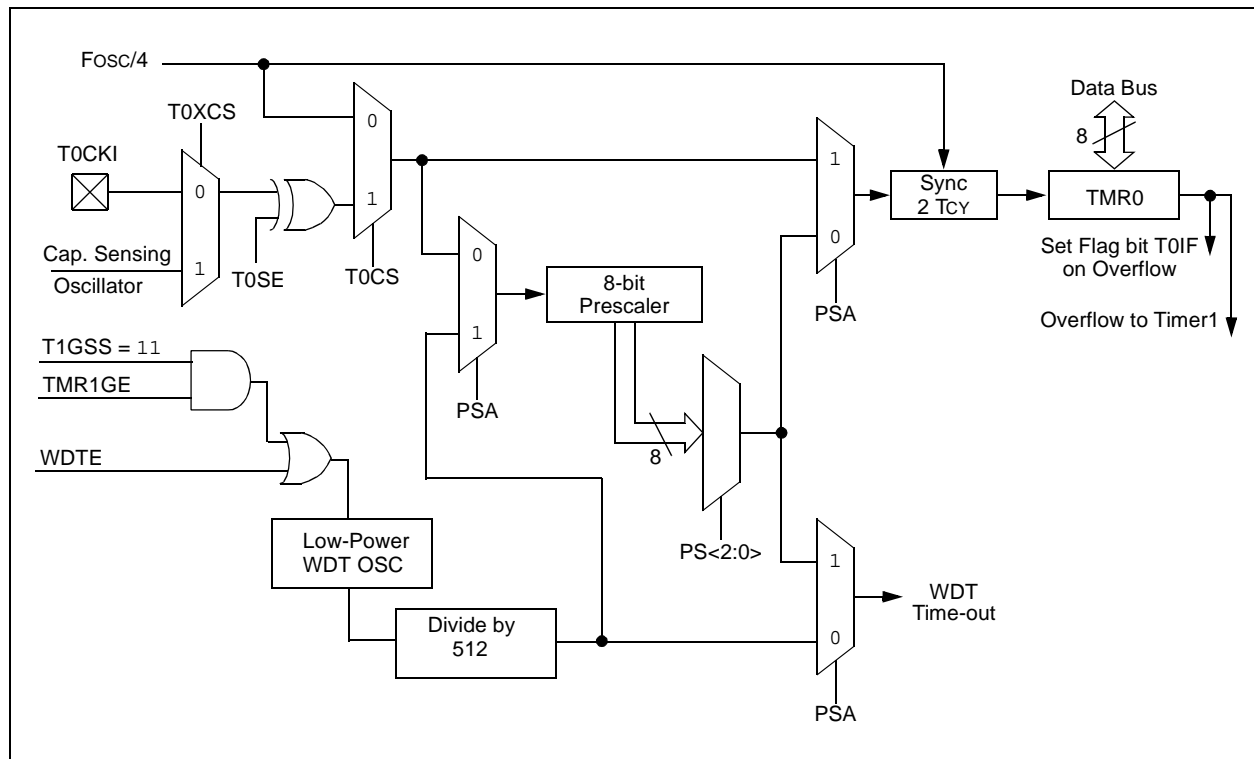 FOSC/4
T0XCS
T0CKI
0
1
Cap. Sensing
Oscillator
T0SE
0
1
T0CS
0
1
PSA
8-bit
Prescaler
8
PS<2:0>
1
0
PSA
Sync
2 TCY
Data Bus
8
TMR0
Set Flag bit T0IF
on Overflow
Overflow to Timer1
T1GSS = 11
TMR1GE
WDTE
Low-Power
WDT OSC
Divide by
512
1
0
PSA
WDT
Time-out